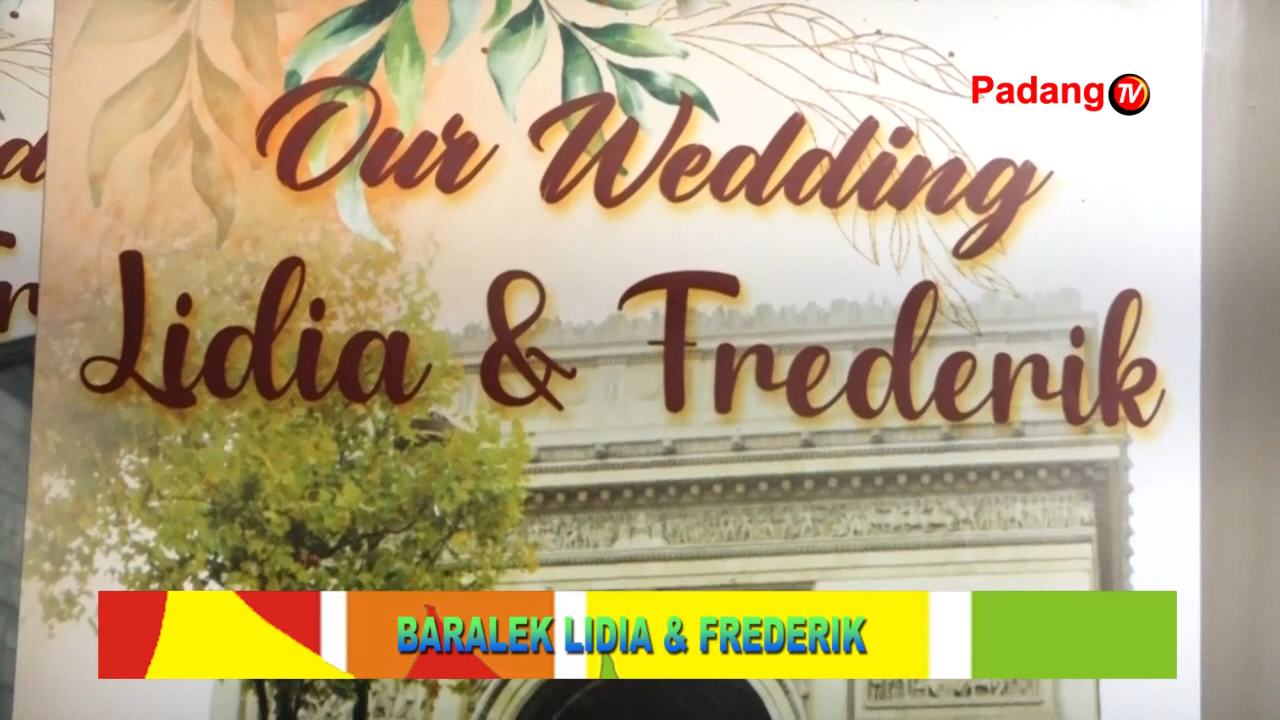 Padang TV
Our Wedding
Lidia & Frederik
BARALEK LIDIA & FREDERIK